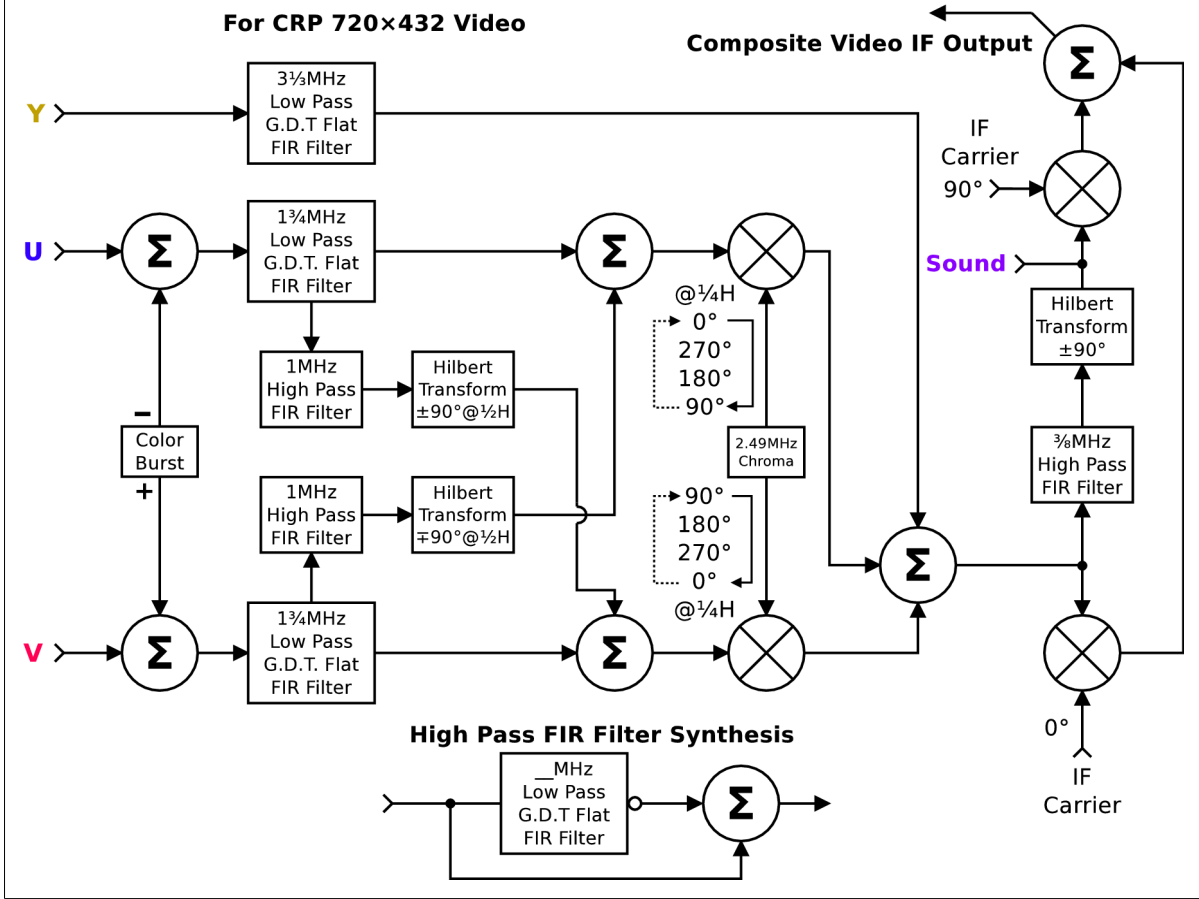 For CRP 720×432 Video
Composite Video IF Output
Σ
Y
3⅓MHz
Low Pass
G.D.T Flat
FIR Filter
IF
Carrier
90°
U
Σ
1¾MHz
Low Pass
G.D.T. Flat
FIR Filter
Σ
Sound
@¼H
0°
270°
180°
90°
Hilbert
Transform
±90°
1MHz
High Pass
FIR Filter
Hilbert
Transform
±90°@½H
−
Color
Burst
+
2.49MHz
Chroma
⅜MHz
High Pass
FIR Filter
1MHz
High Pass
FIR Filter
Hilbert
Transform
∓90°@½H
90°
180°
270°
0°
@¼H
Σ
V
Σ
1¾MHz
Low Pass
G.D.T. Flat
FIR Filter
Σ
0°
IF
Carrier
High Pass FIR Filter Synthesis
__MHz
Low Pass
G.D.T Flat
FIR Filter
Σ